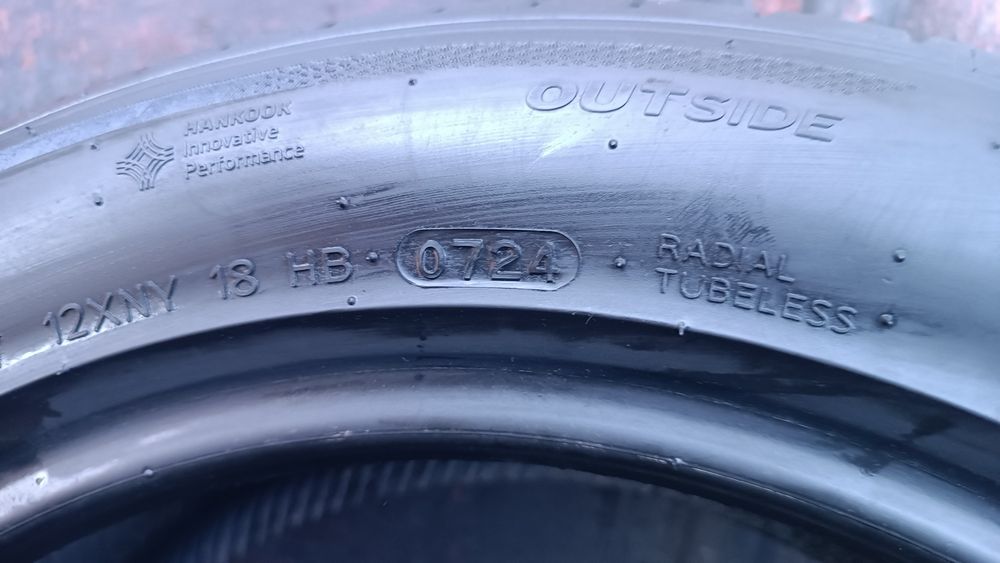 OUTSIDE
HANKOOK
Innovative
Performance
12XNY 18 HB 0724
RADIAL
TUBELESS